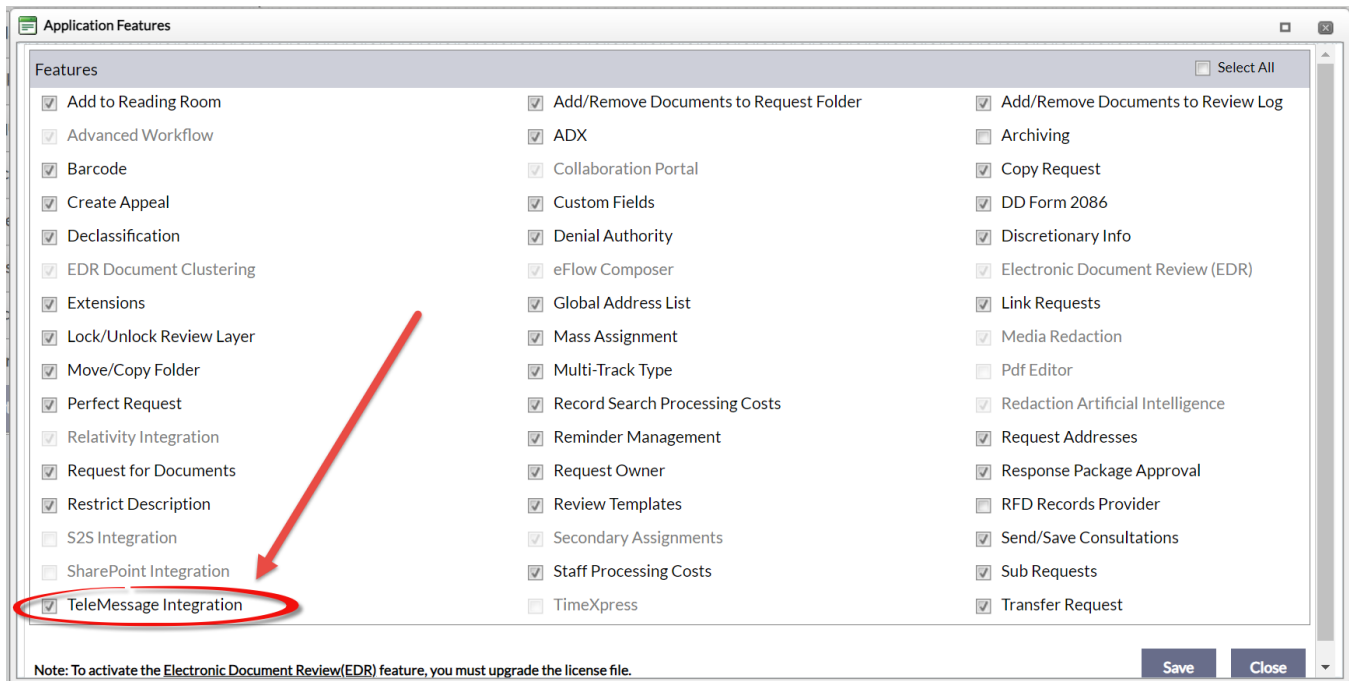 Application Features
Features Select All
Add to Reading Room Add/Remove Documents to Request Folder Add/Remove Documents to Review Log
Advanced Workflow ADX Archiving
Barcode Collaboration Portal Copy Request
Create Appeal Custom Fields DD Form 2086
Declassification Denial Authority Discretionary Info
EDR Document Clustering eFlow Composer Electronic Document Review (EDR)
Extensions Global Address List Link Requests
Lock/Unlock Review Layer Mass Assignment Media Redaction
Move/Copy Folder Multi-Track Type Pdf Editor
Perfect Request Record Search Processing Costs Redaction Artificial Intelligence
Relativity Integration Reminder Management Request Addresses
Request for Documents Request Owner Response Package Approval
Restrict Description Review Templates RFD Records Provider
S2S Integration Secondary Assignments Send/Save Consultations
SharePoint Integration Staff Processing Costs Sub Requests
TeleMessage Integration TimeXpress Transfer Request
Note: To activate the Electronic Document Review(EDR) feature, you must upgrade the license file. Save Close